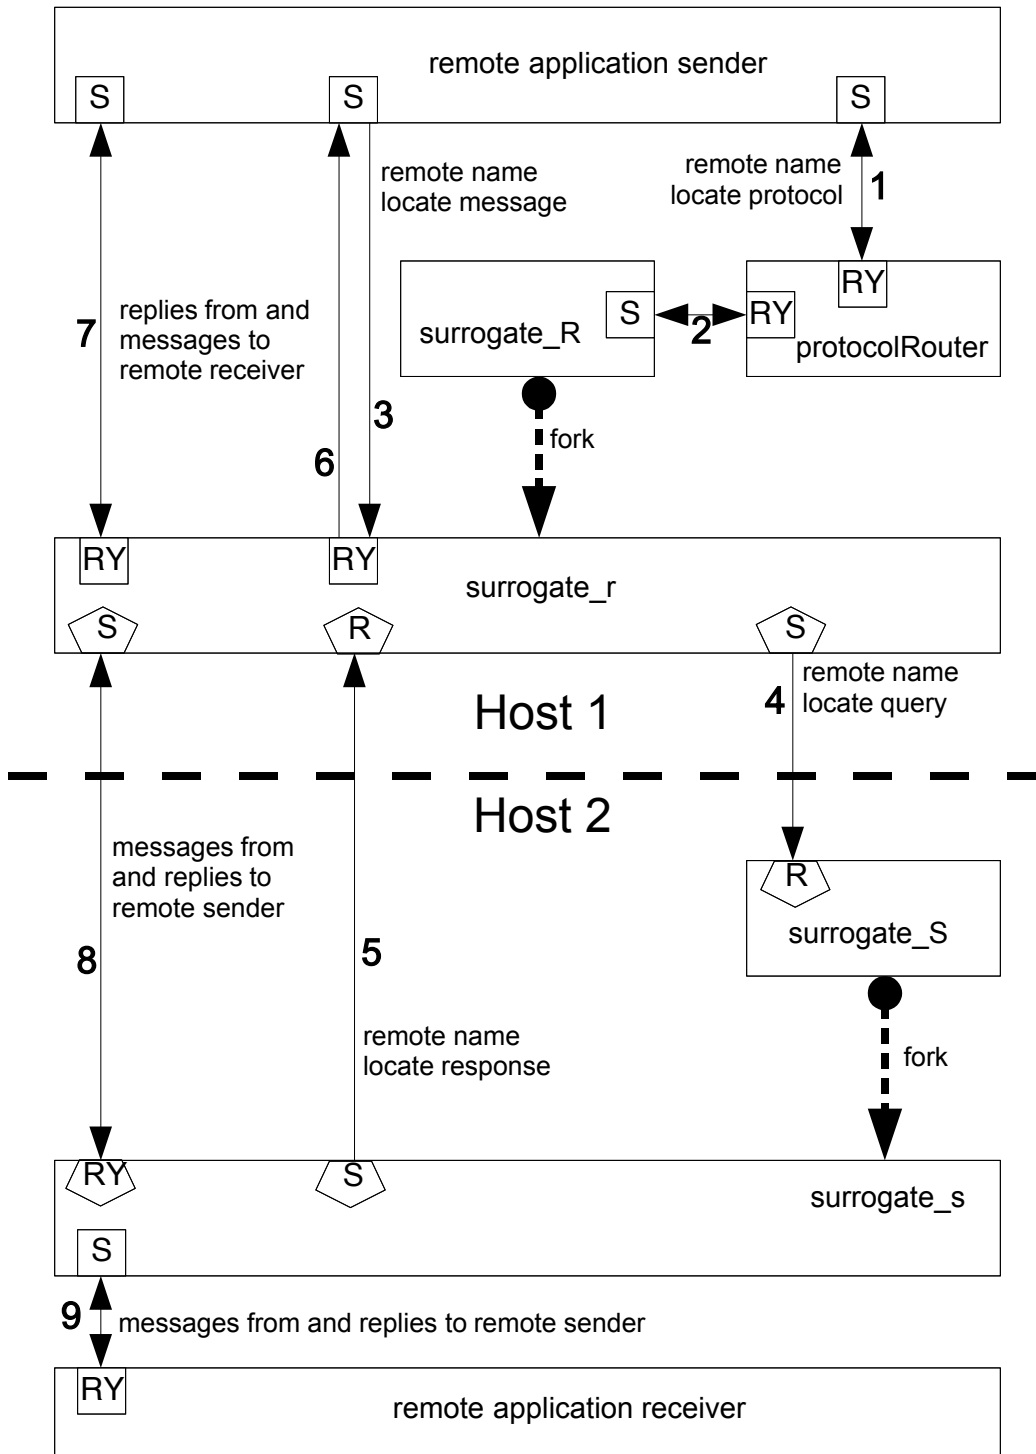 remote application sender
S
S
S
remote name
locate message
remote name
locate protocol
1
RY
7
replies from and
messages to
remote receiver
surrogate_R
S
2
RY
protocolRouter
3
6
fork
RY
RY
surrogate_r
S
R
S
remote name
locate query
4
Host 1
Host 2
messages from
and replies to
remote sender
R
surrogate_S
8
5
remote name
locate response
fork
RY
S
surrogate_s
S
9
messages from and replies to remote sender
RY
remote application receiver